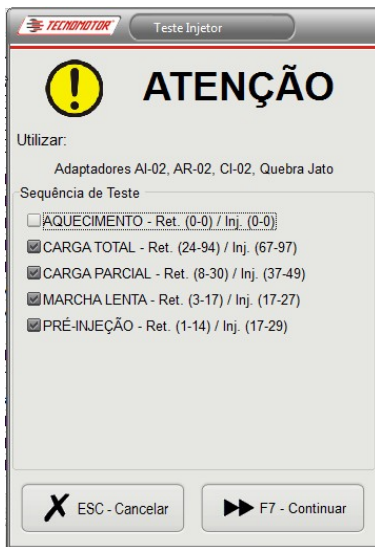 TECNOMOTOR
Teste Injetor
ATENÇÃO
Utilizar:
Adaptadores AI-02, AR-02, CI-02, Quebra Jato
Sequência de Teste
AQUECIMENTO - Ret. (0-0) / Inj. (0-0)
CARGA TOTAL - Ret. (24-94) / Inj. (67-97)
CARGA PARCIAL - Ret. (8-30) / Inj. (37-49)
MARCHA LENTA - Ret. (3-17) / Inj. (17-27)
PRÉ-INJEÇÃO - Ret. (1-14) / Inj. (17-29)
ESC - Cancelar
F7 - Continuar